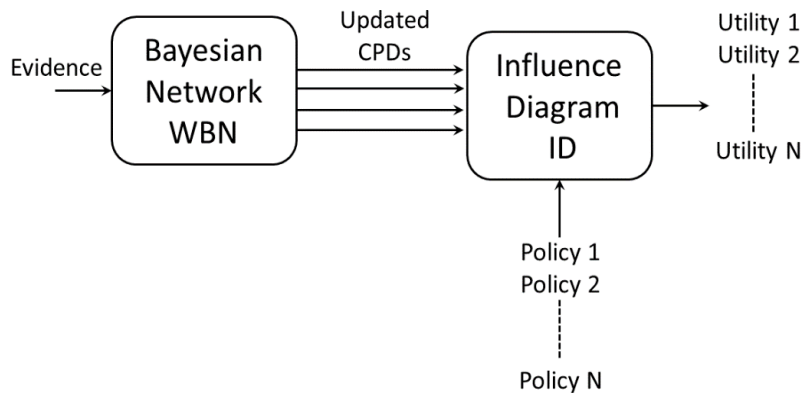 Evidence
Bayesian
Network
WBN
Updated
CPDs
Influence
Diagram
ID
Utility 1
Utility 2
Utility N
Policy 1
Policy 2
Policy N